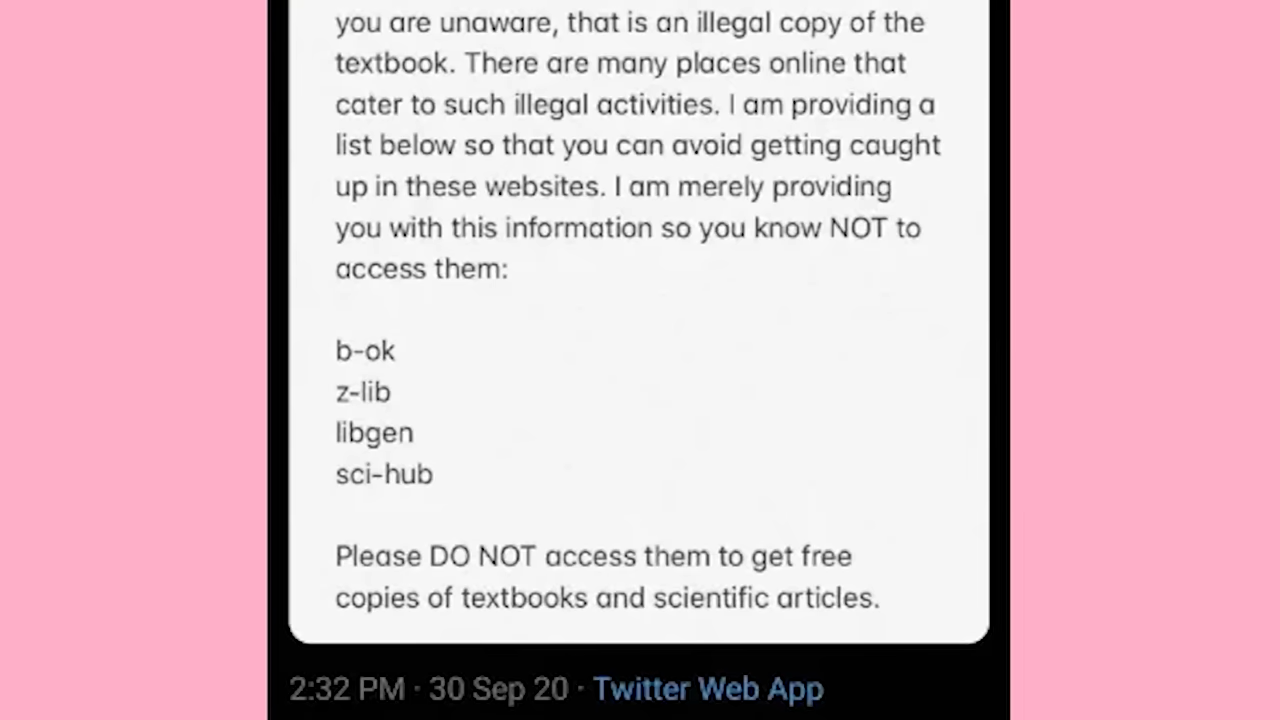 you are unaware, that is an illegal copy of the
textbook. There are many places online that
cater to such illegal activities. I am providing a
list below so that you can avoid getting caught
up in these websites. I am merely providing
you with this information so you know NOT to
access them:
b-ok
z-lib
libgen
sci-hub
Please DO NOT access them to get free
copies of textbooks and scientific articles.
2:32 PM · 30 Sep 20 · Twitter Web App